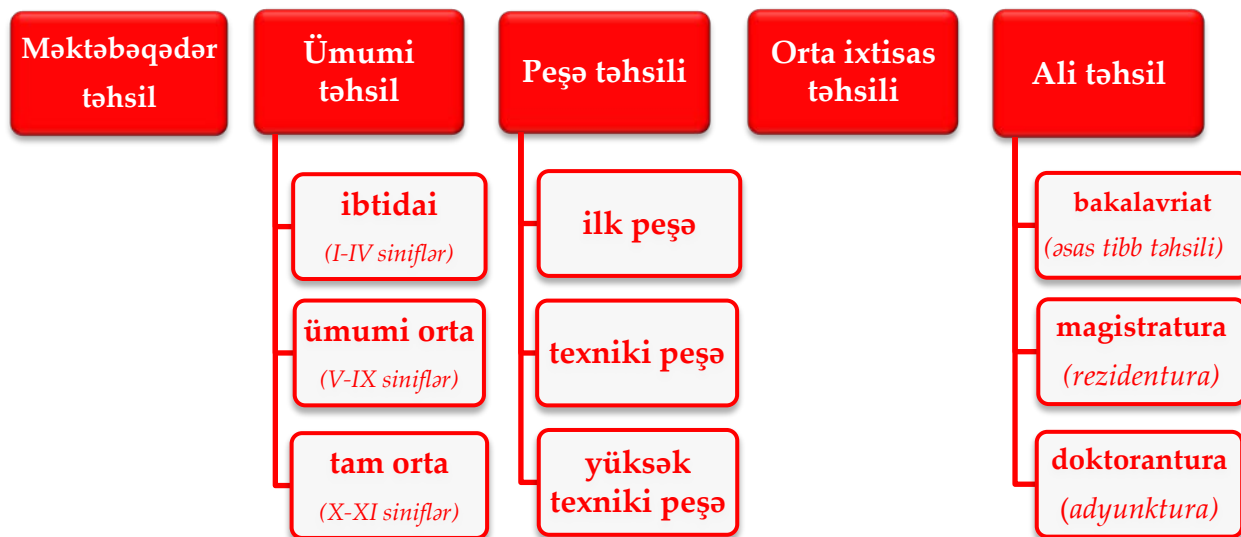 Məktəbəqədər
təhsil
Ümumi
təhsil
ibtidai
(I-IV siniflər)
ümumi orta
(V-IX siniflər)
tam orta
(X-XI siniflər)
Peşə təhsili
ilk peşə
texniki peşə
yüksək
texniki peşə
Orta ixtisas
təhsili
Ali təhsil
bakalavriat
(əsas tibb təhsili)
magistratura
(rezidentura)
doktorantura
(adyunktura)